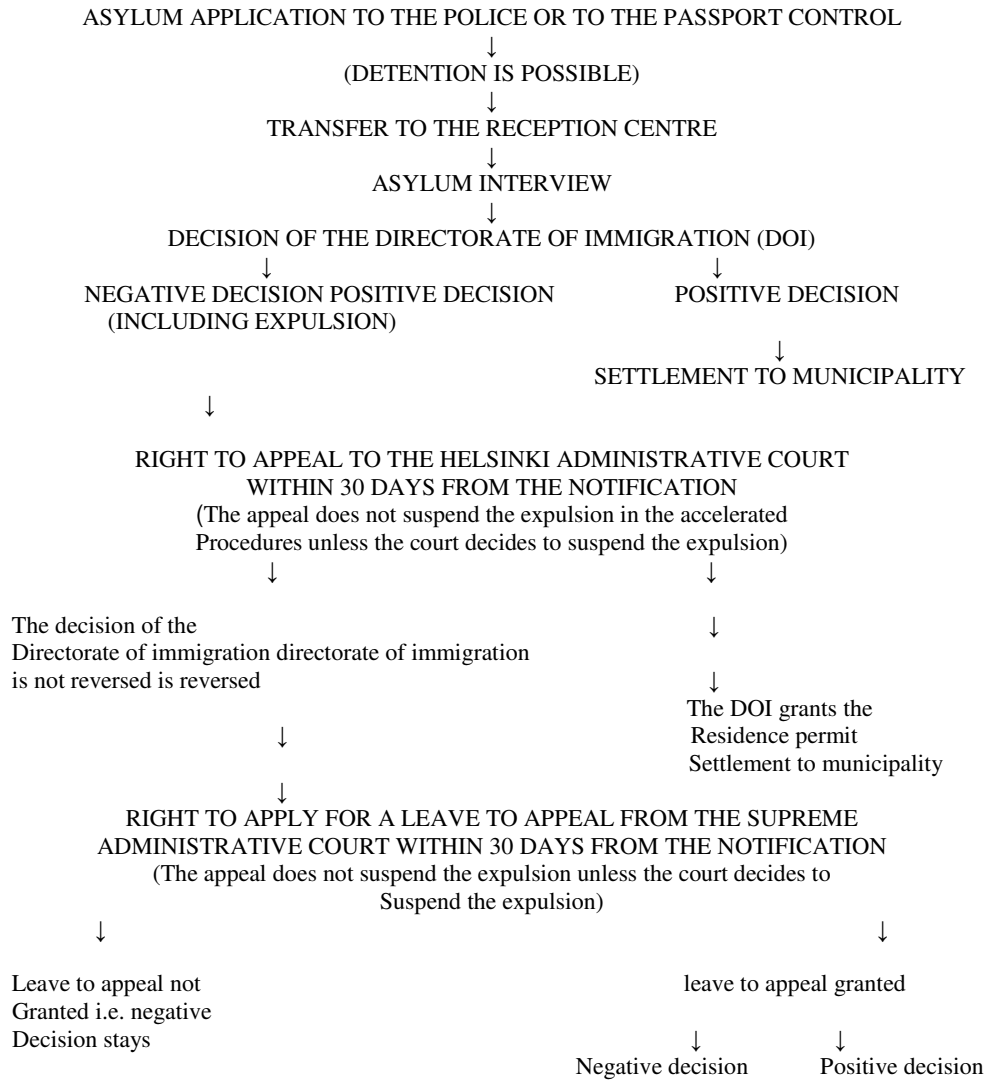 ASYLUM APPLICATION TO THE POLICE OR TO THE PASSPORT CONTROL
↓
(DETENTION IS POSSIBLE)
↓
TRANSFER TO THE RECEPTION CENTRE
↓
ASYLUM INTERVIEW
↓
DECISION OF THE DIRECTORATE OF IMMIGRATION (DOI)
↓ ↓
NEGATIVE DECISION POSITIVE DECISION POSITIVE DECISION
(INCLUDING EXPULSION)
↓
SETTLEMENT TO MUNICIPALITY
↓
RIGHT TO APPEAL TO THE HELSINKI ADMINISTRATIVE COURT
WITHIN 30 DAYS FROM THE NOTIFICATION
(The appeal does not suspend the expulsion in the accelerated
Procedures unless the court decides to suspend the expulsion)
↓ ↓
The decision of the ↓
Directorate of immigration directorate of immigration
is not reversed is reversed ↓
The DOI grants the
↓ Residence permit
Settlement to municipality
↓
RIGHT TO APPLY FOR A LEAVE TO APPEAL FROM THE SUPREME
ADMINISTRATIVE COURT WITHIN 30 DAYS FROM THE NOTIFICATION
(The appeal does not suspend the expulsion unless the court decides to
Suspend the expulsion)
↓ ↓
Leave to appeal not leave to appeal granted
Granted i.e. negative
Decision stays ↓ ↓
Negative decision Positive decision